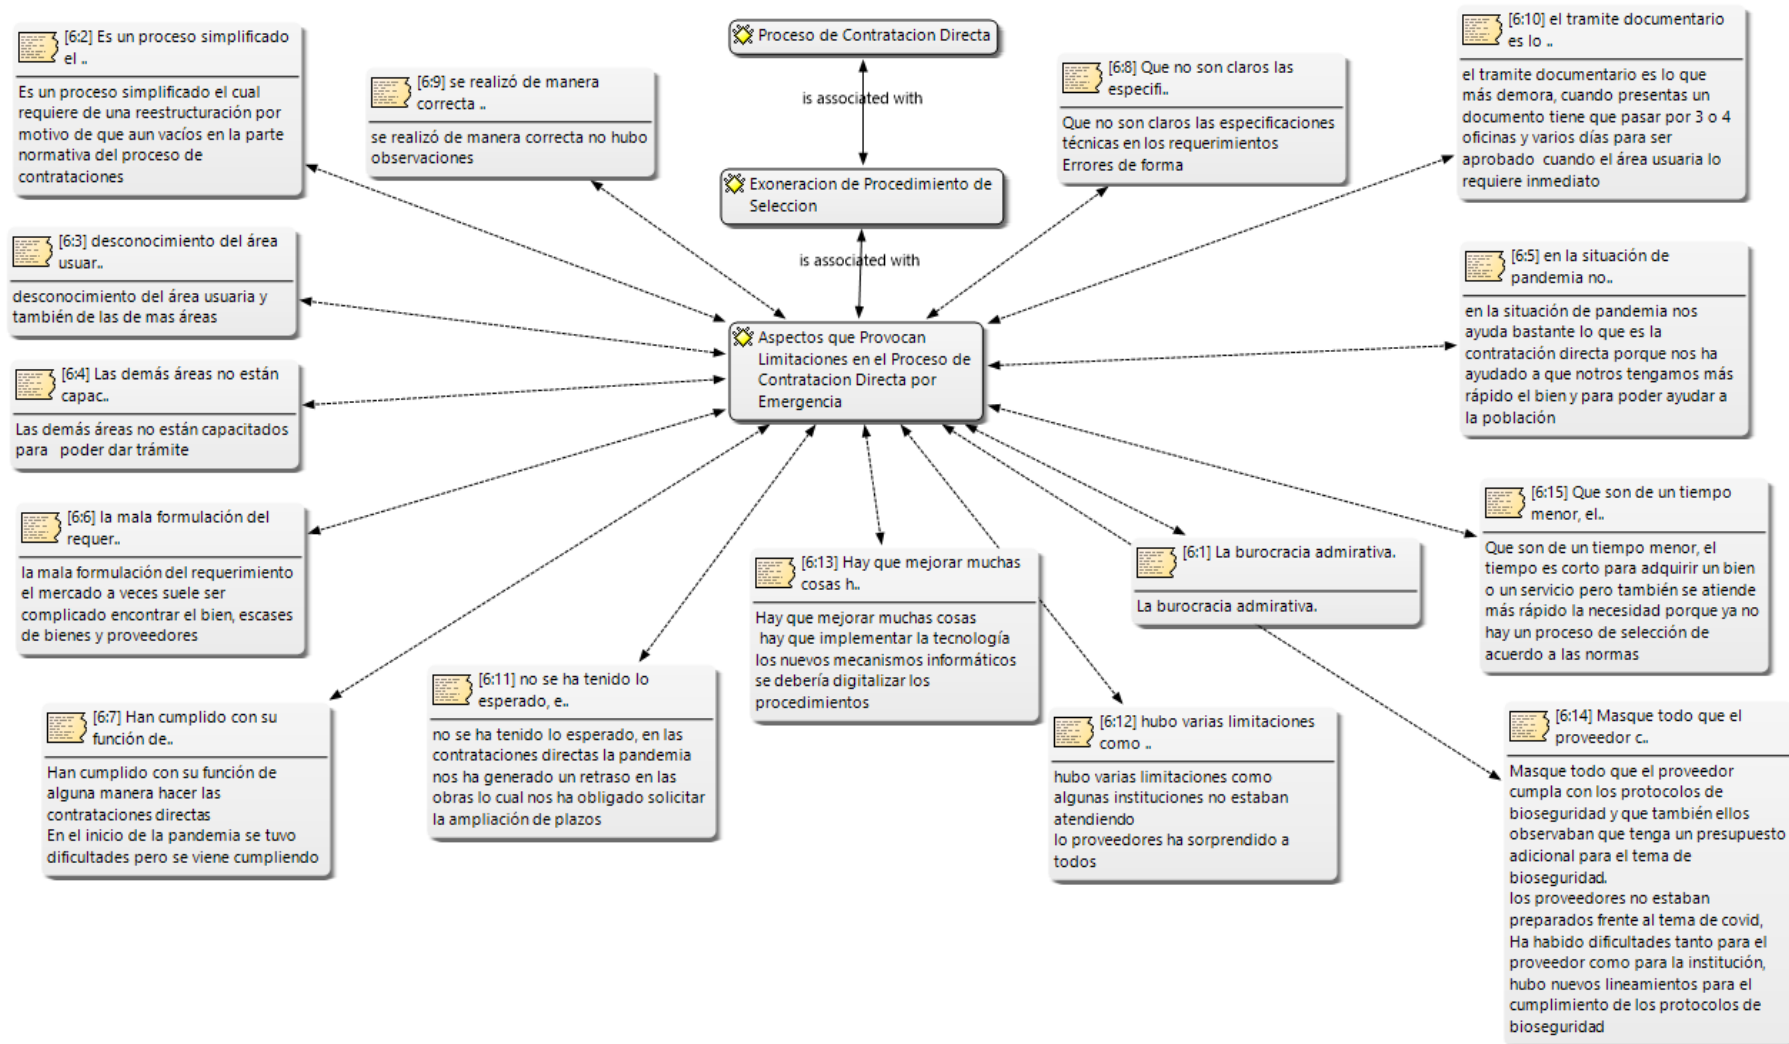 Proceso de Contratacion Directa
is associated with
Exoneracion de Procedimiento de
Seleccion
is associated with
Aspectos que Provocan
Limitaciones en el Proceso de
Contratacion Directa por
Emergencia
[6:2] Es un proceso simplificado
el ..
Es un proceso simplificado el cual
requiere de una reestructuración por
motivo de que aun vacíos en la parte
normativa del proceso de
contrataciones
[6:9] se realizó de manera
correcta ..
se realizó de manera correcta no hubo
observaciones
[6:8] Que no son claros las
especifi..
Que no son claros las especificaciones
técnicas en los requerimientos
Errores de forma
[6:10] el tramite documentario
es lo ..
el tramite documentario es lo que
más demora, cuando presentas un
documento tiene que pasar por 3 o 4
oficinas y varios días para ser
aprobado  cuando el área usuaria lo
requiere inmediato
[6:3] desconocimiento del área
usuar..
desconocimiento del área usuaria y
también de las de mas áreas
[6:5] en la situación de
pandemia no..
en la situación de pandemia nos
ayuda bastante lo que es la
contratación directa porque nos ha
ayudado a que notros tengamos más
rápido el bien y para poder ayudar a
la población
[6:4] Las demás áreas no están
capac..
Las demás áreas no están capacitados
para   poder dar trámite
[6:6] la mala formulación del
requer..
la mala formulación del requerimiento
el mercado a veces suele ser
complicado encontrar el bien, escases
de bienes y proveedores
[6:15] Que son de un tiempo
menor, el..
Que son de un tiempo menor, el
tiempo es corto para adquirir un bien
o un servicio pero también se atiende
más rápido la necesidad porque ya no
hay un proceso de selección de
acuerdo a las normas
[6:13] Hay que mejorar muchas
cosas h..
Hay que mejorar muchas cosas
hay que implementar la tecnología
los nuevos mecanismos informáticos
se debería digitalizar los
procedimientos
[6:1] La burocracia admirativa.
La burocracia admirativa.
[6:7] Han cumplido con su
función de..
Han cumplido con su función de
alguna manera hacer las
contrataciones directas
En el inicio de la pandemia se tuvo
dificultades pero se viene cumpliendo
[6:11] no se ha tenido lo
esperado, e..
no se ha tenido lo esperado, en las
contrataciones directas la pandemia
nos ha generado un retraso en las
obras lo cual nos ha obligado solicitar
la ampliación de plazos
[6:12] hubo varias limitaciones
como ..
hubo varias limitaciones como
algunas instituciones no estaban
atendiendo
lo proveedores ha sorprendido a
todos
[6:14] Masque todo que el
proveedor c..
Masque todo que el proveedor
cumpla con los protocolos de
bioseguridad y que también ellos
observaban que tenga un presupuesto
adicional para el tema de
bioseguridad.
los proveedores no estaban
preparados frente al tema de covid,
Ha habido dificultades tanto para el
proveedor como para la institución,
hubo nuevos lineamientos para el
cumplimiento de los protocolos de
bioseguridad